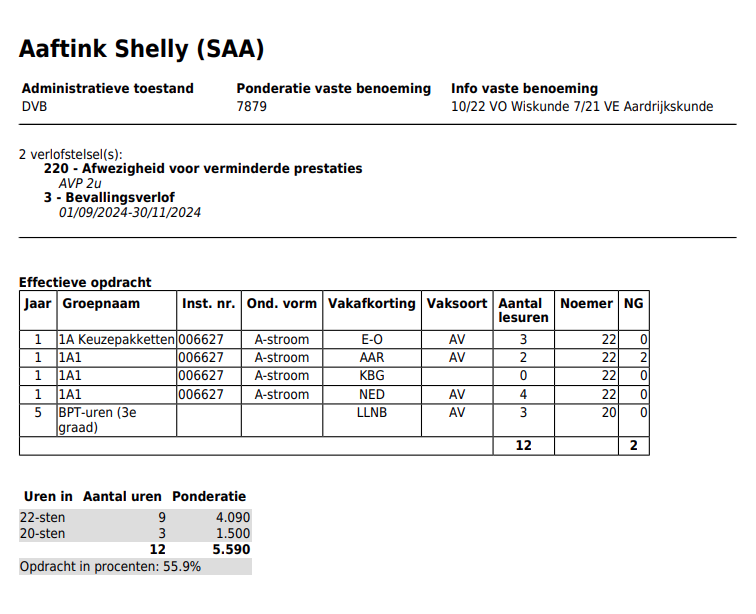 Aaftink Shelly (SAA)
Administratieve toestand Ponderatie vaste benoeming Info vaste benoeming
DVB 7879 10/22 VO Wiskunde 7/21 VE Aardrijkskunde
2 verlofstelsel(s):
220 - Afwezigheid voor verminderde prestaties
AVP 2u
3 - Bevallingsverlof
01/09/2024-30/11/2024
Effectieve opdracht
Jaar Groepnaam Inst. nr. Ond. vorm Vakafkorting Vaksoort Aantal lesuren Noemer NG
1 1A Keuzepakketten 006627 A-stroom E-O AV 3 22 0
1 1A1 006627 A-stroom AAR AV 2 22 2
1 1A1 006627 A-stroom KBG 0 22 0
1 1A1 006627 A-stroom NED AV 4 22 0
5 BPT-uren (3e graad) LLNB AV 3 20 0
12 2
Uren in Aantal uren Ponderatie
22-sten 9 4.090
20-sten 3 1.500
12 5.590
Opdracht in procenten: 55.9%